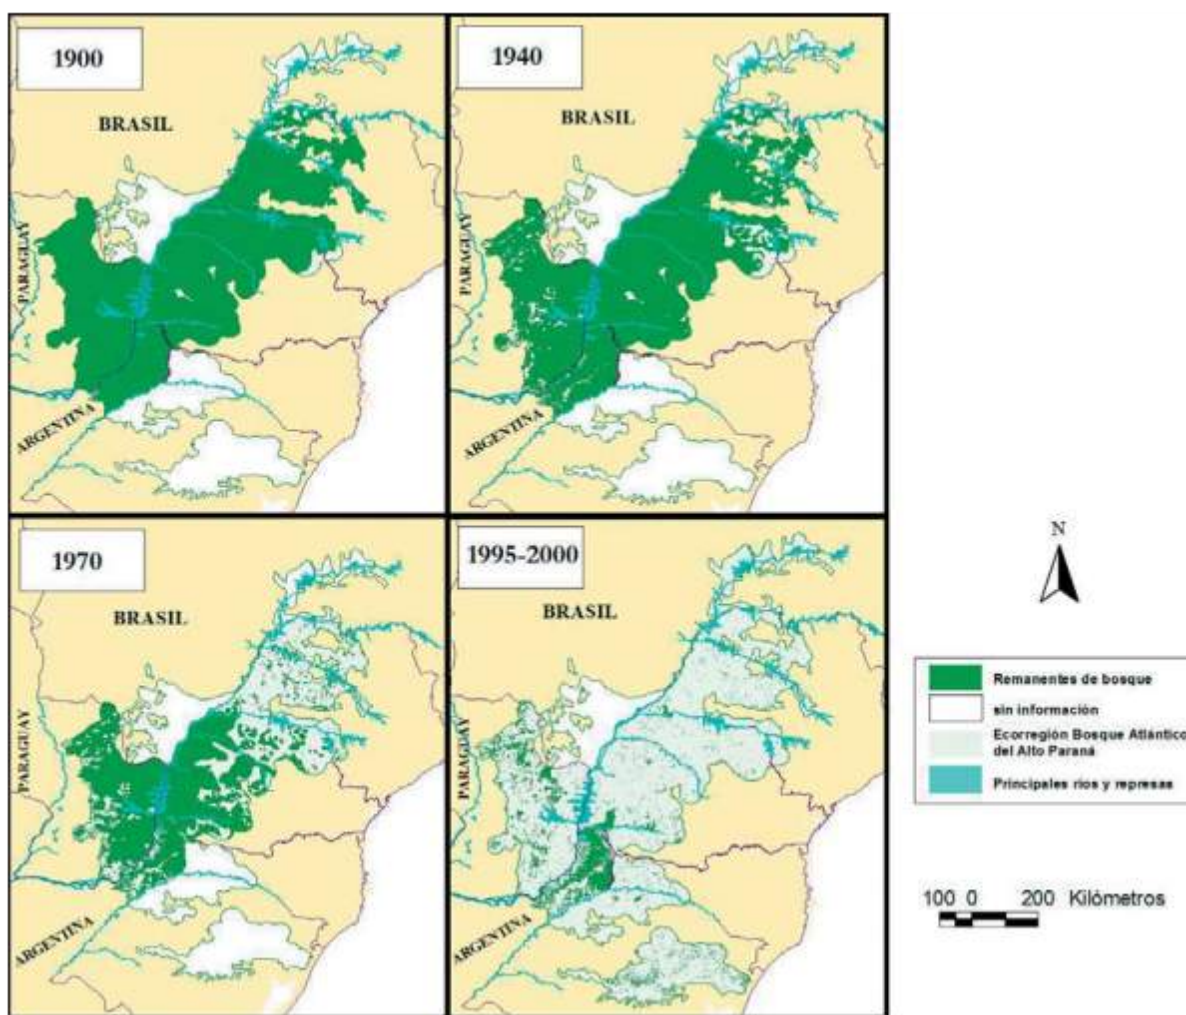 1900
BRASIL
PARAGUAY
ARGENTINA
1940
BRASIL
PARAGUAY
ARGENTINA
1970
BRASIL
PARAGUAY
ARGENTINA
1995-2000
BRASIL
PARAGUAY
ARGENTINA
N
Remanentes de bosque
sin información
Ecorregión Bosque Atlántico
del Alto Paraná
Principales rios y represas
100 0 200 Kilómetros